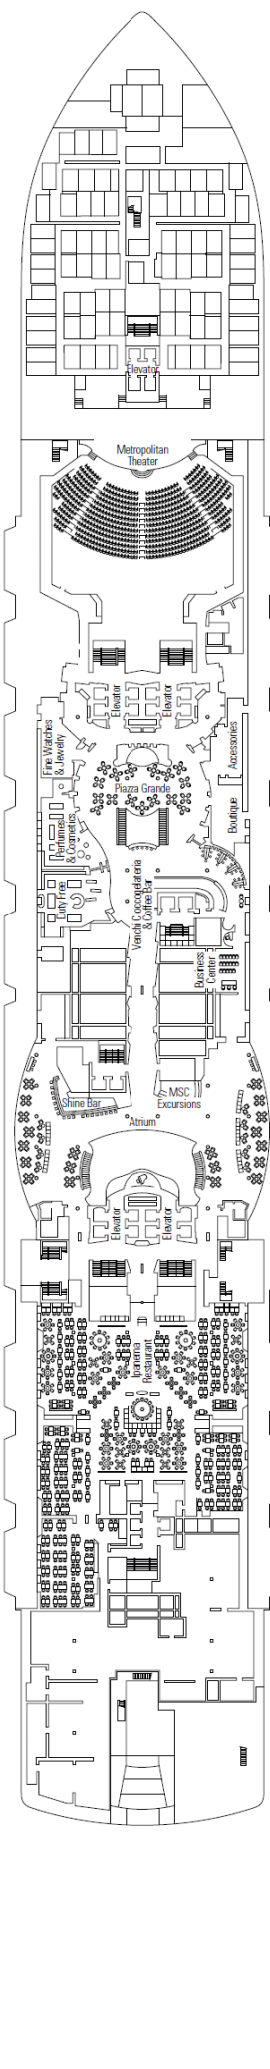 Elevator
Metropolitan
Theater
Elevator
Elevator
Fine Watches
& Jewelry
Accessories
Piazza Grande
Boutique
Perfumes
& Cosmetics
Venchi Cioccogelateria
& Coffee Bar
Duty Free
Business
Center
Shine Bar
MSC
Excursions
Atrium
Elevator
Elevator
Ipanema
Restaurant